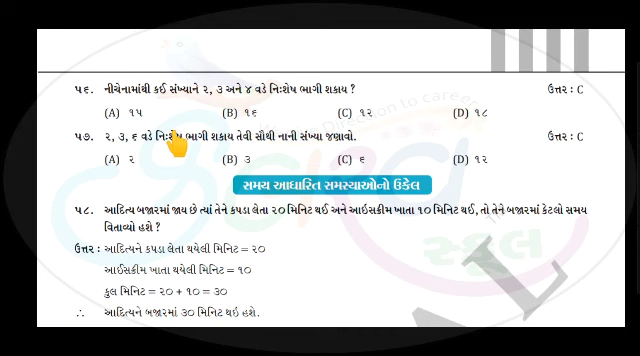 ૫૬. નીચેનામાંથી કઈ સંખ્યાને ૨, ૩ અને ૪ વડે નિઃશેષ ભાગી શકાય ? ઉત્તર : C
(A) ૧૫ (B) ૧૬ (C) ૧૨ (D) ૧૮
૫૭. ૨, ૩, ૬ વડે નિઃશેષ ભાગી શકાય તેવી સૌથી નાની સંખ્યા જણાવો. ઉત્તર : C
(A) ૨ (B) ૩ (C) ૬ (D) ૧૨
સમય આધારિત સમસ્યાઓનો ઉકેલ
૫૮. આદિત્ય બજારમાં જાય છે ત્યાં તેને કપડા લેતા ૨૦ મિનિટ થઈ અને આઇસક્રીમ ખાતા ૧૦ મિનિટ થઈ, તો તેને બજારમાં કેટલો સમય
વિતાવ્યો હશે ?
ઉત્તર : આદિત્યને કપડા લેતા થયેલી મિનિટ = ૨૦
આઈસક્રીમ ખાતા થયેલી મિનિટ = ૧૦
કુલ મિનિટ = ૨૦ + ૧૦ = ૩૦
∴ આદિત્યને બજારમાં ૩૦ મિનિટ થઇ હશે.